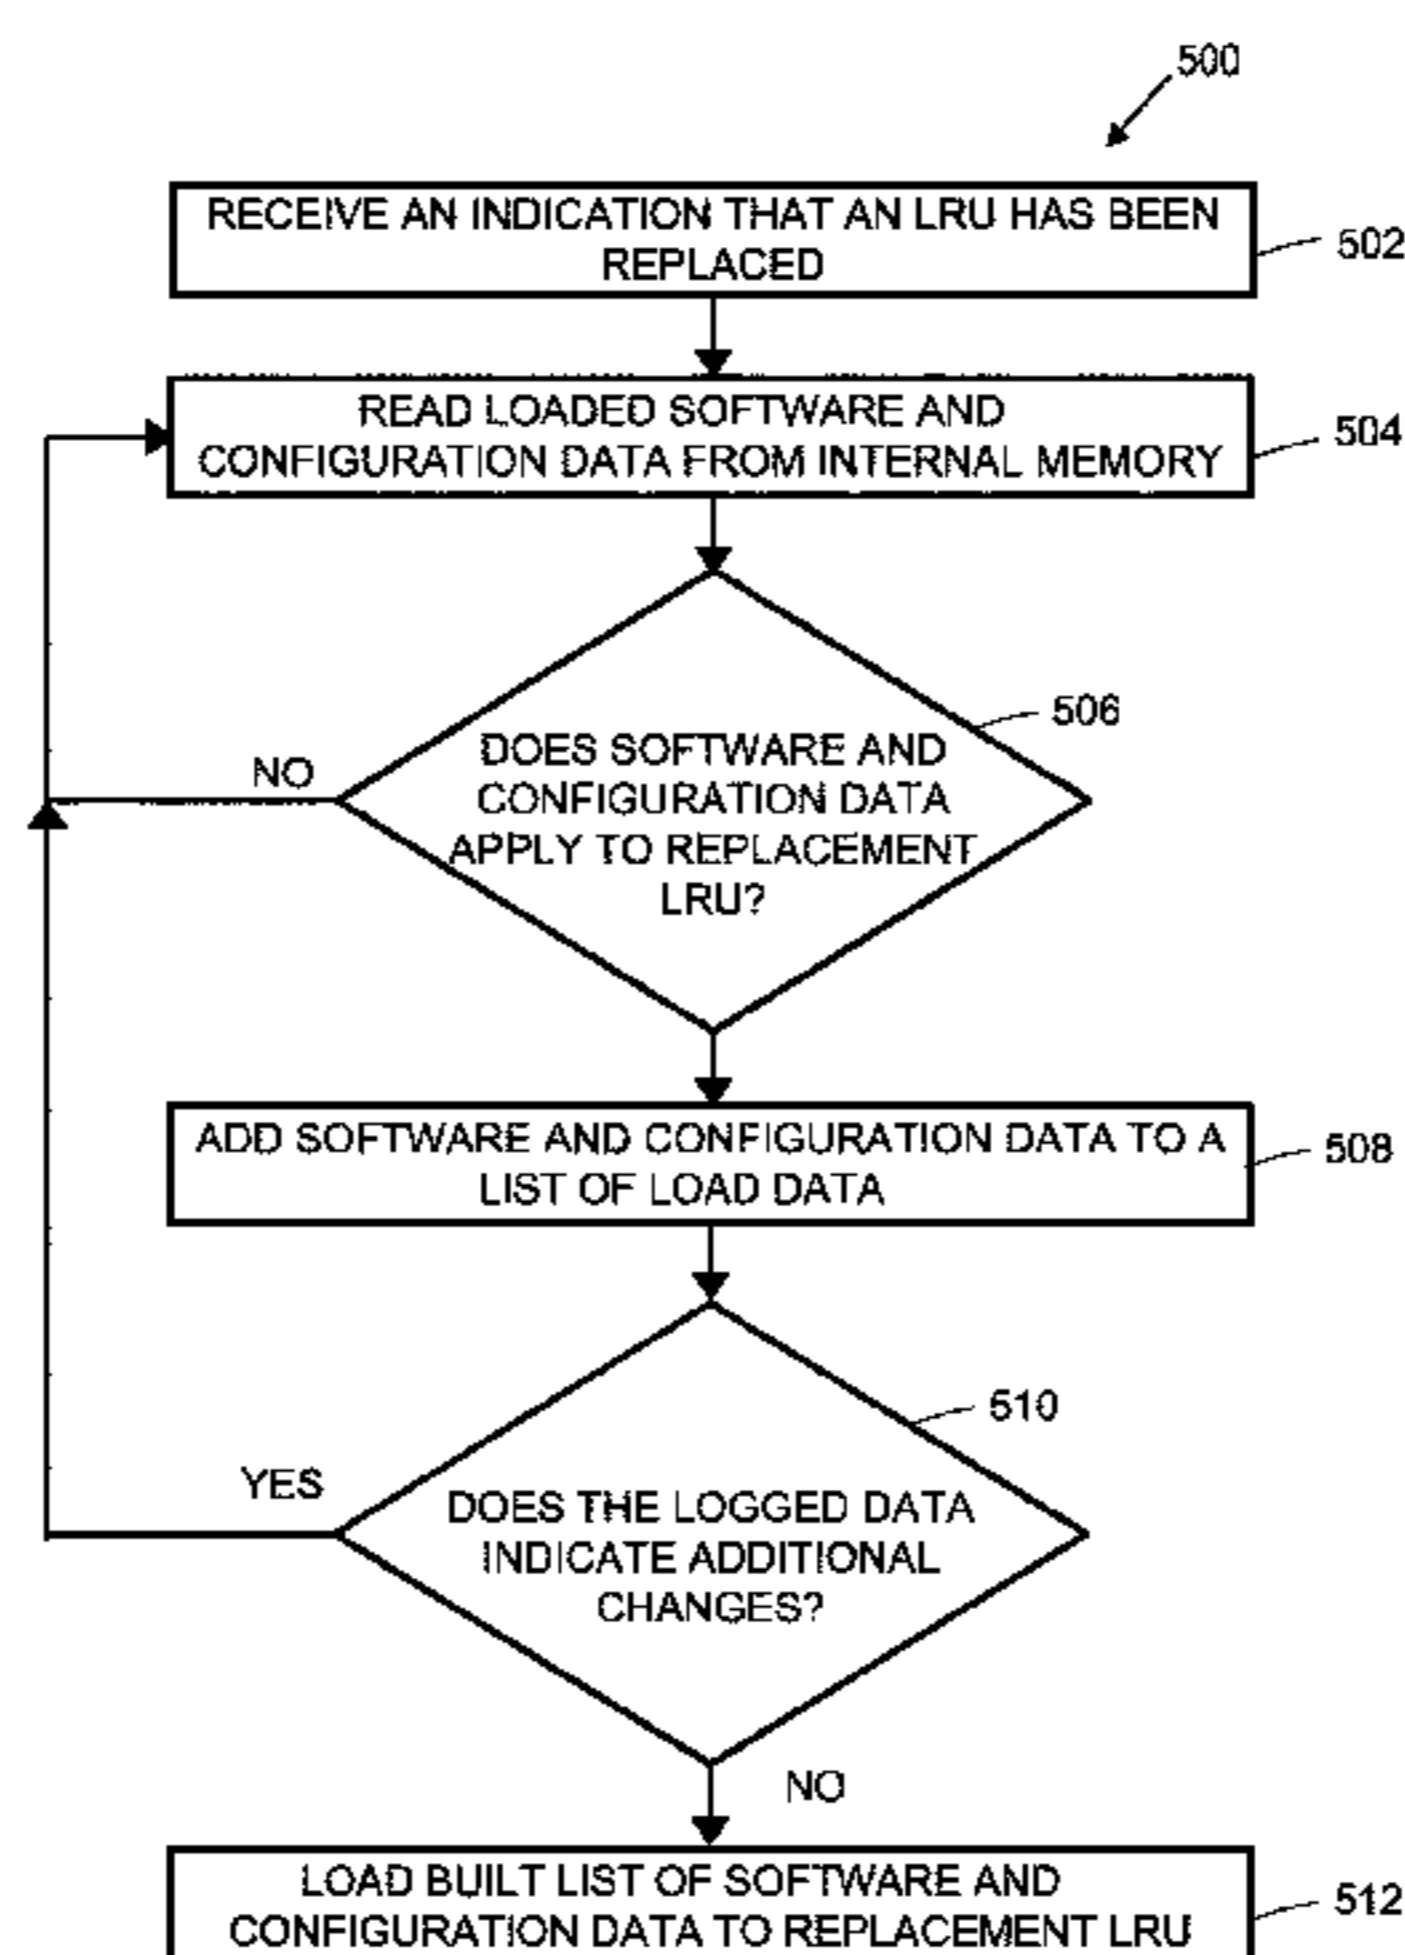 500
RECEIVE AN INDICATION THAT AN LRU HAS BEEN
REPLACED
502
READ LOADED SOFTWARE AND
CONFIGURATION DATA FROM INTERNAL MEMORY
504
506
DOES SOFTWARE AND
CONFIGURATION DATA
APPLY TO REPLACEMENT
LRU?
NO
ADD SOFTWARE AND CONFIGURATION DATA TO A
LIST OF LOAD DATA
508
510
YES
DOES THE LOGGED DATA
INDICATE ADDITIONAL
CHANGES?
NO
LOAD BUILT LIST OF SOFTWARE AND
CONFIGURATION DATA TO REPLACEMENT LRU
512